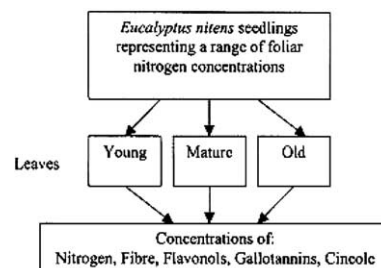 Eucalyptus nitens seedlings
representing a range of foliar
nitrogen concentrations
Leaves
Young
Mature
Old
Concentrations of:
Nitrogen, Fibre, Flavonols, Gallotannins, Cineole